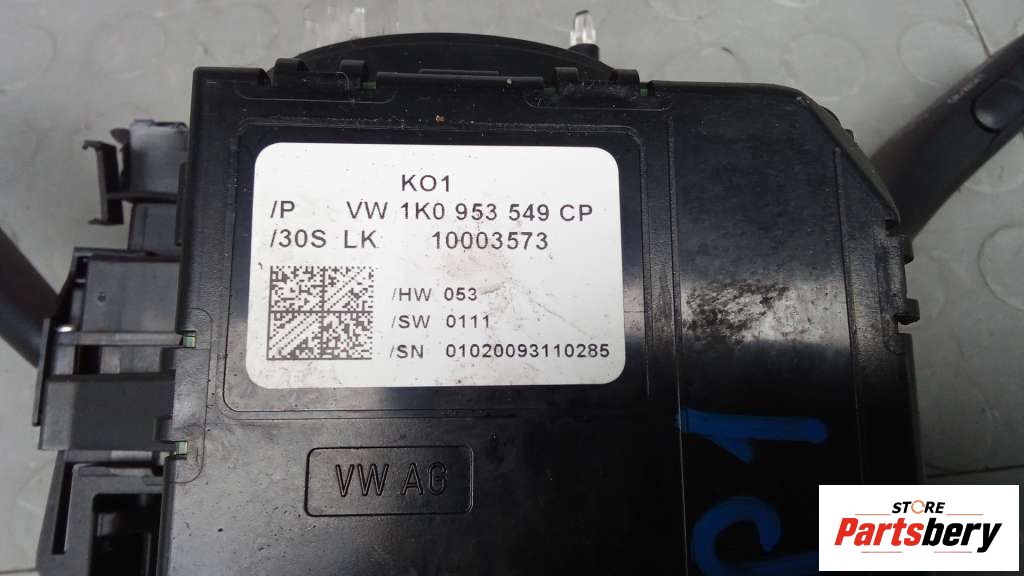 KO1
/P VW 1K0 953 549 CP
/30S LK 10003573
/HW 053
/SW 0111
/SN 01020093110285
VW AG
STORE
Partsbery